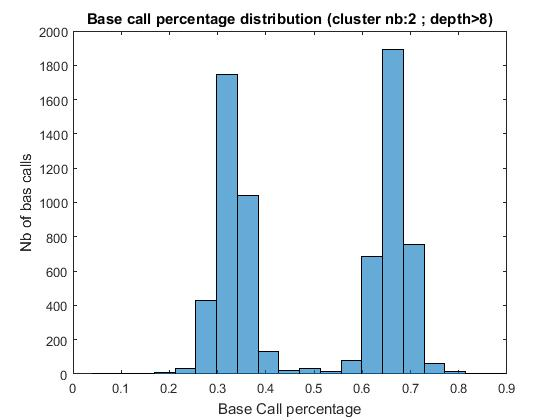 Base call percentage distribution (cluster nb:2 ; depth>8)
2000
1800
1600
1400
1200
1000
800
600
400
200
0
Nb of bas calls
0 0.1 0.2 0.3 0.4 0.5 0.6 0.7 0.8 0.9
Base Call percentage